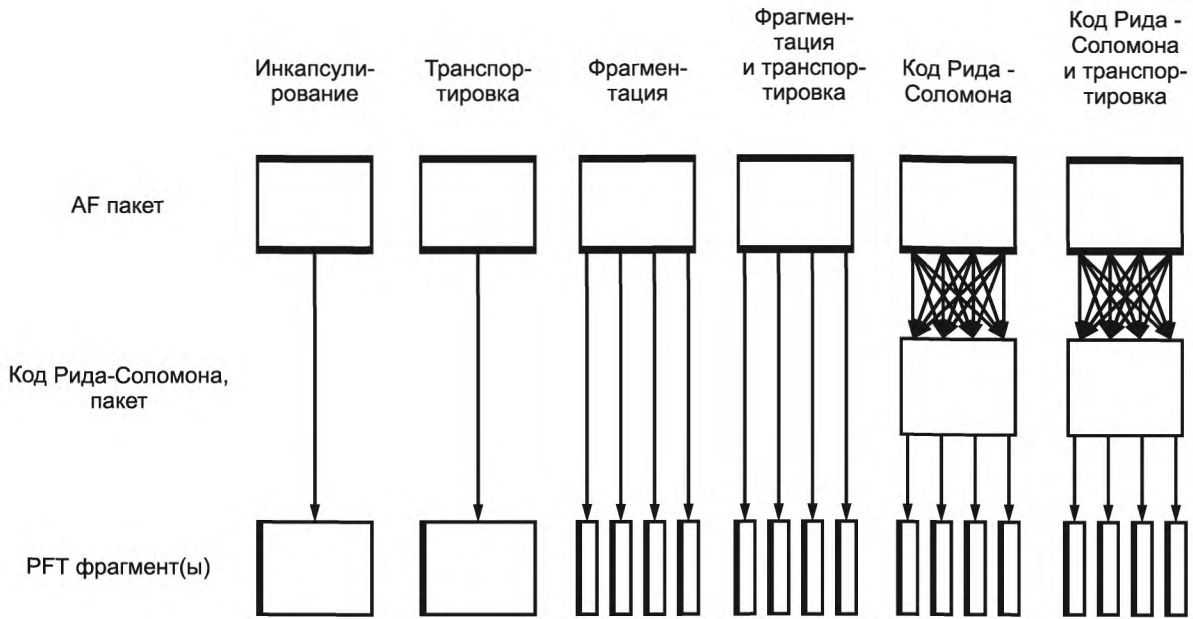 Инкапсули-
рование
Транспор-
тировка
Фрагмен-
тация
Фрагмен-
тация
и транспор-
тировка
Код Рида -
Соломона
Код Рида -
Соломона
и транспор-
тировка
AF пакет
Код Рида-Соломона,
пакет
PFT фрагмент(ы)